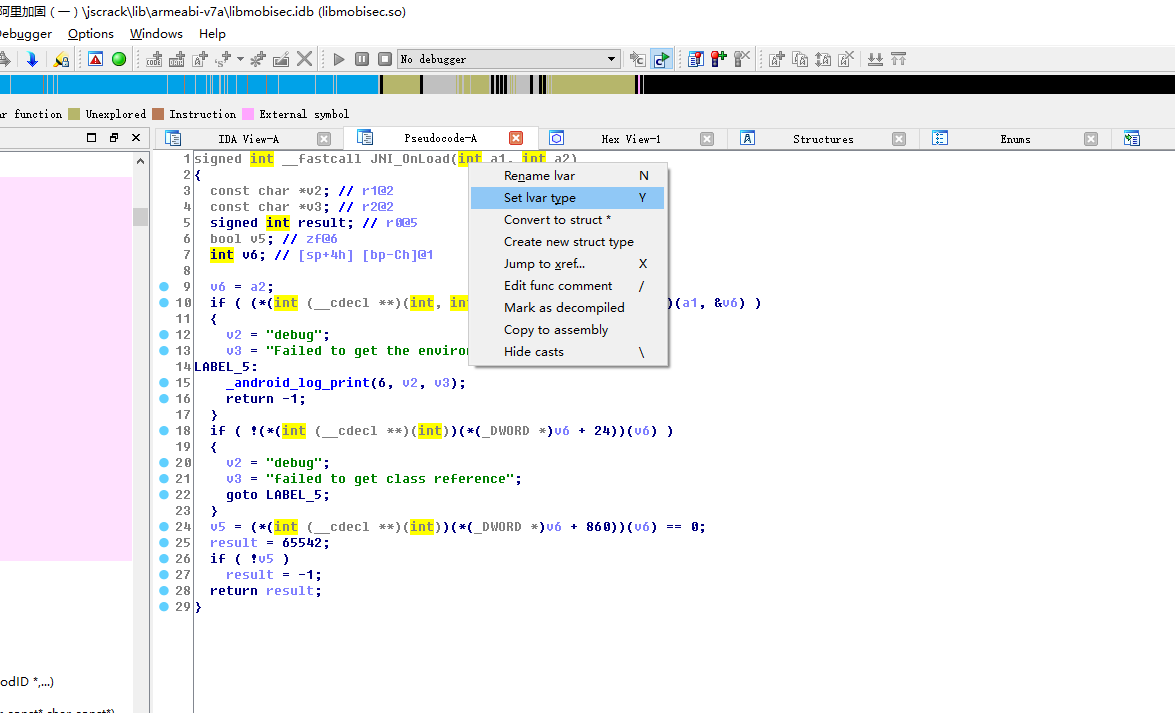 阿里加固 ( 一 ) \jscrack\lib\armeabi-v7a\libmobisec.idb (libmobisec.so)
Debugger Options Windows Help
No debugger
ar function Unexplored Instruction External symbol
IDA View-A Pseudocode-A Hex View-1 Structures Enums
1 signed int __fastcall JNI_OnLoad(int a1, int a2)
2 {
3 const char *v2; // r1@2
4 const char *v3; // r2@2
5 signed int result; // r0@5
6 bool v5; // zf@6
7 int v6; // [sp+4h] [bp-Ch]@1
8
9 v6 = a2;
10 if ( (*(int (__cdecl **)(int, in )(a1, &v6) )
11 {
12 v2 = "debug";
13 v3 = "Failed to get the enviro
14 LABEL_5:
15 _android_log_print(6, v2, v3);
16 return -1;
17 }
18 if ( !(*(int (__cdecl **)(int))(*(_DWORD *)v6 + 24))(v6) )
19 {
20 v2 = "debug";
21 v3 = "failed to get class reference";
22 goto LABEL_5;
23 }
24 v5 = (*(int (__cdecl **)(int))(*(_DWORD *)v6 + 860))(v6) == 0;
25 result = 65542;
26 if ( !v5 )
27 result = -1;
28 return result;
29 }
Rename lvar N
Set lvar type Y
Convert to struct *
Create new struct type
Jump to xref... X
Edit func comment /
Mark as decompiled
Copy to assembly
Hide casts \
odID *,...)